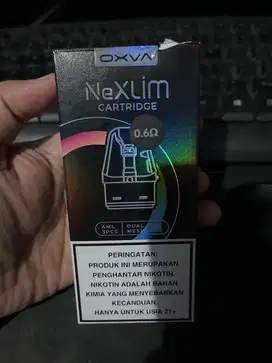 OXVA
NeXLIM
CARTRIDGE
0.6Ω
4ML
3PCS
DUAL
MESH
PERINGATAN:
PRODUK INI MERUPAKAN
PENGHANTAR NIKOTIN.
NIKOTIN ADALAH BAHAN
KIMIA YANG MENYEBABKAN
KECANDUAN.
HANYA UNTUK USIA 21+